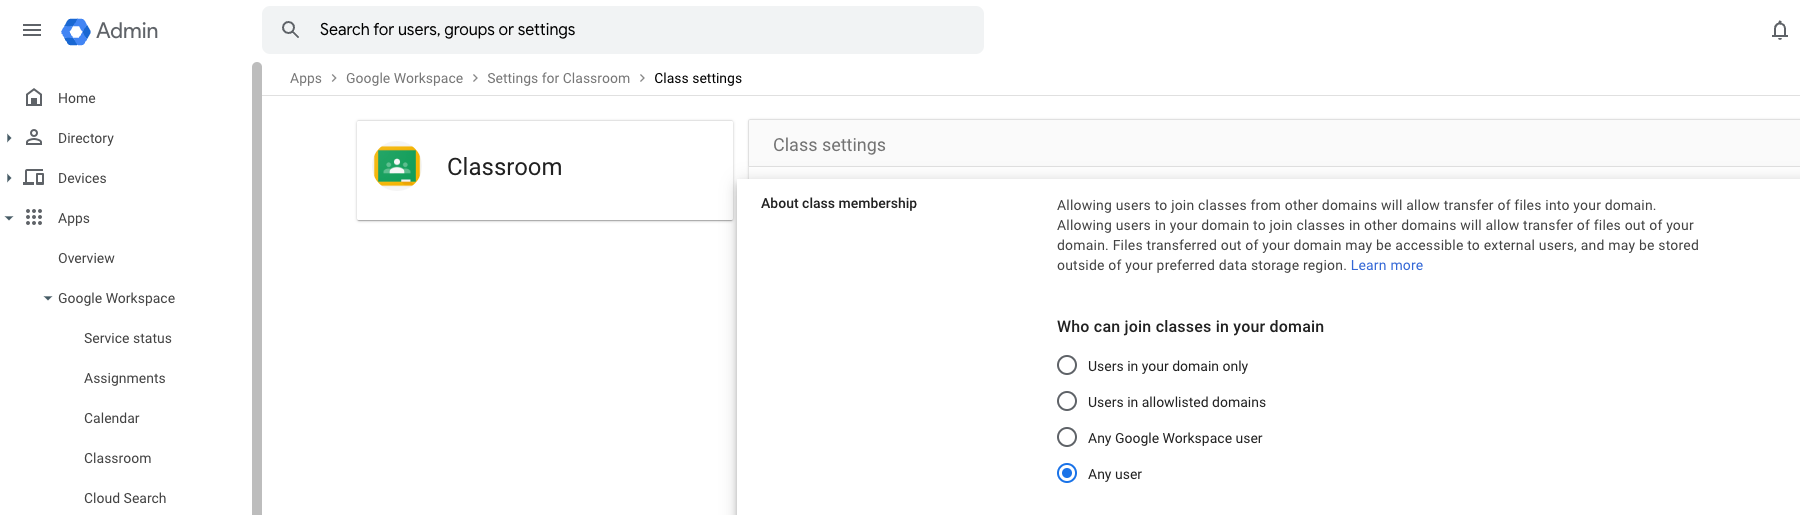 Admin
Search for users, groups or settings
Apps > Google Workspace > Settings for Classroom > Class settings
Home
Directory
Devices
Apps
Overview
Google Workspace
Service status
Assignments
Calendar
Classroom
Cloud Search
Classroom
Class settings
About class membership
Allowing users to join classes from other domains will allow transfer of files into your domain.
Allowing users in your domain to join classes in other domains will allow transfer of files out of your
domain. Files transferred out of your domain may be accessible to external users, and may be stored
outside of your preferred data storage region. Learn more
Who can join classes in your domain
Users in your domain only
Users in allowlisted domains
Any Google Workspace user
Any user